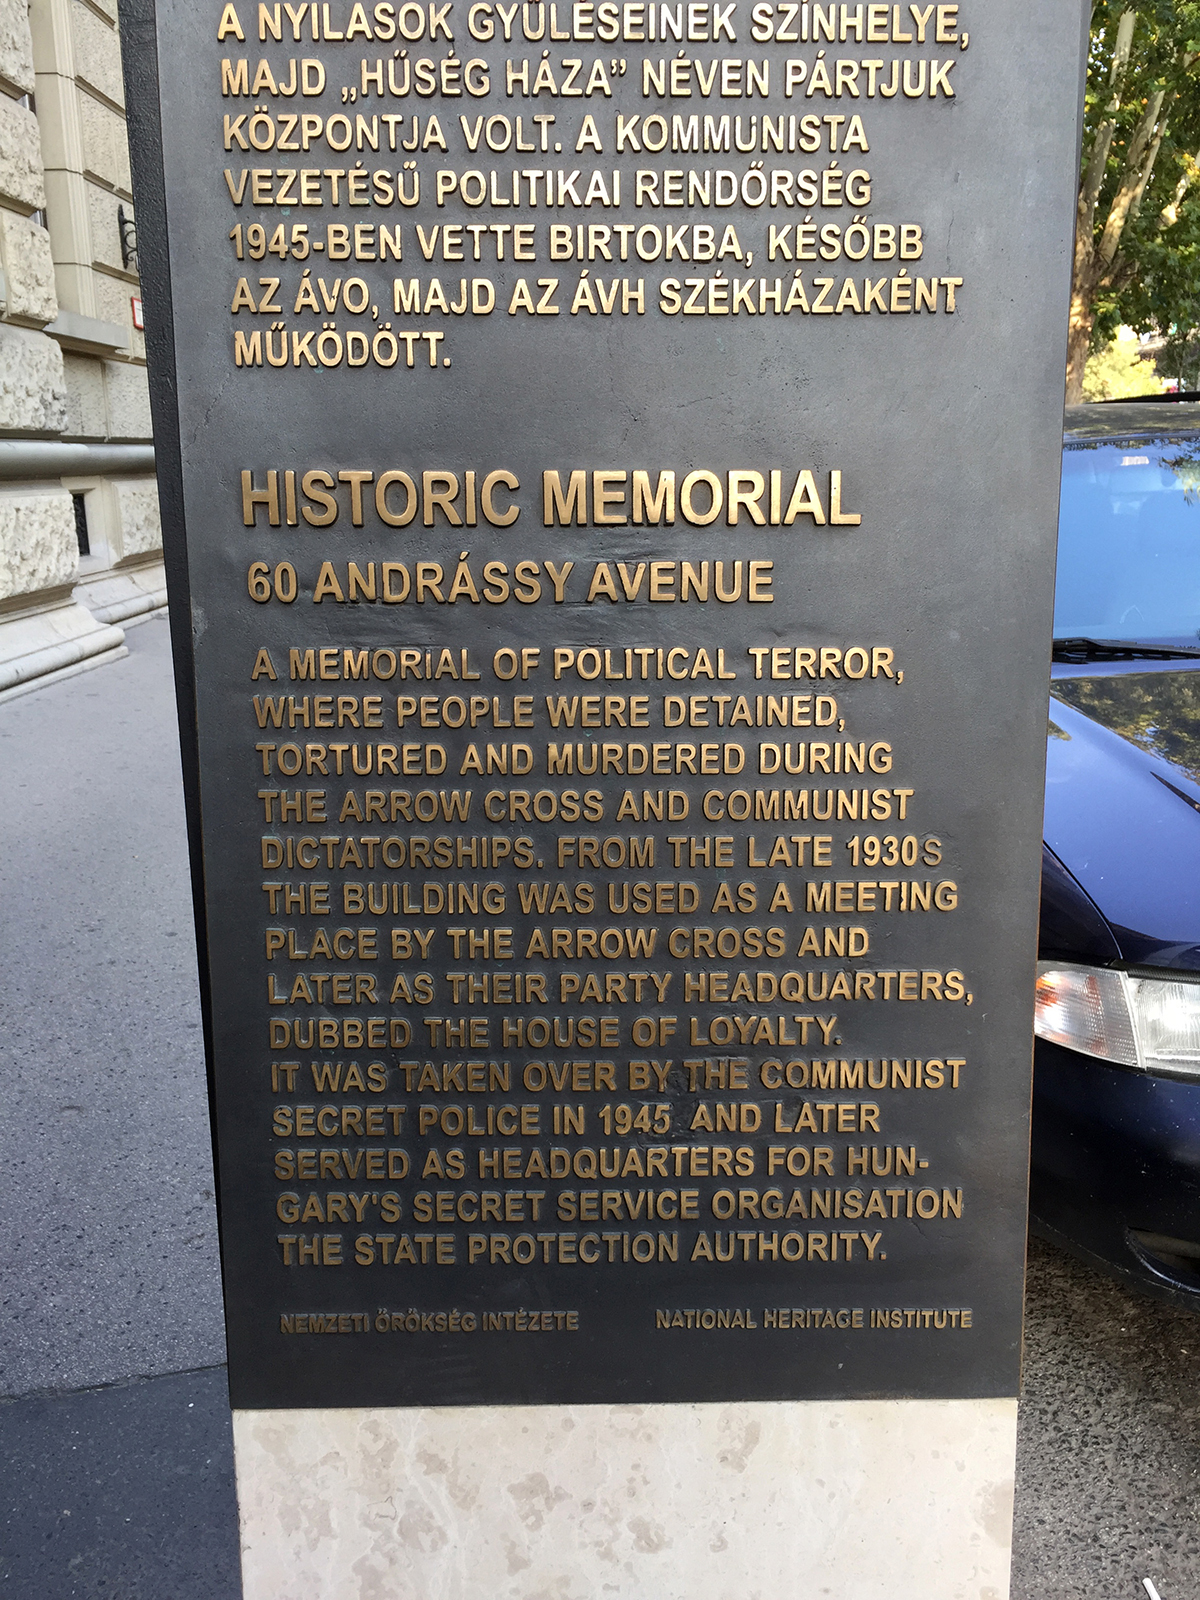 A NYILASOK GYŰLÉSEINEK SZÍNHELYE,
MAJD „HŰSÉG HÁZA” NÉVEN PÁRTJUK
KÖZPONTJA VOLT. A KOMMUNISTA
VEZETÉSŰ POLITIKAI RENDŐRSÉG
1945-BEN VETTE BIRTOKBA, KÉSŐBB
AZ ÁVO, MAJD AZ ÁVH SZÉKHÁZAKÉNT
MŰKÖDÖTT.
HISTORIC MEMORIAL
60 ANDRÁSSY AVENUE
A MEMORIAL OF POLITICAL TERROR,
WHERE PEOPLE WERE DETAINED,
TORTURED AND MURDERED DURING
THE ARROW CROSS AND COMMUNIST
DICTATORSHIPS. FROM THE LATE 1930S
THE BUILDING WAS USED AS A MEETING
PLACE BY THE ARROW CROSS AND
LATER AS THEIR PARTY HEADQUARTERS,
DUBBED THE HOUSE OF LOYALTY.
IT WAS TAKEN OVER BY THE COMMUNIST
SECRET POLICE IN 1945 AND LATER
SERVED AS HEADQUARTERS FOR HUN-
GARY'S SECRET SERVICE ORGANISATION
THE STATE PROTECTION AUTHORITY.
NEMZETI ÖRÖKSÉG INTÉZETE NATIONAL HERITAGE INSTITUTE